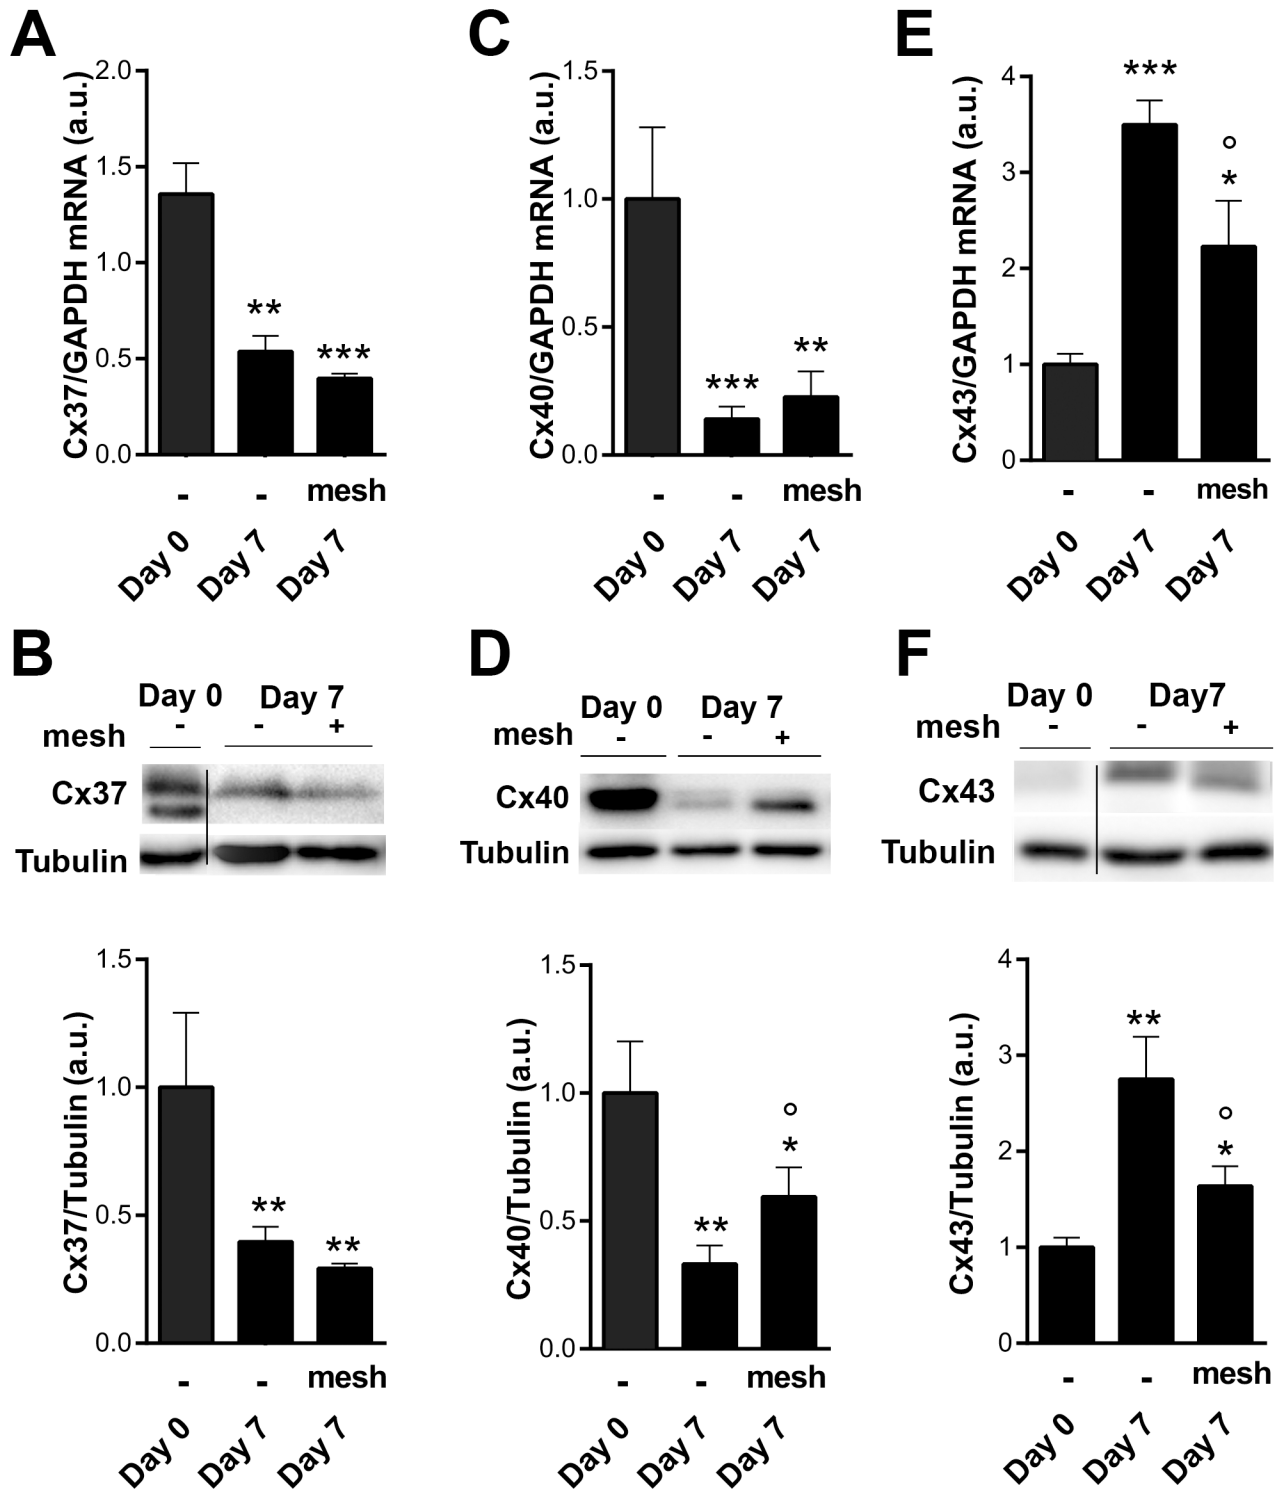 A
Cx37/GAPDH mRNA (a.u.)
2.0
1.5
1.0
0.5
0.0
**
***
- - mesh
Day 0 Day 7 Day 7
C
Cx40/GAPDH mRNA (a.u.)
1.5
1.0
0.5
0.0
***
**
- - mesh
Day 0 Day 7 Day 7
E
Cx43/GAPDH mRNA (a.u.)
4
3
2
1
0
***
°
*
- - mesh
Day 0 Day 7 Day 7
B
Day 0 Day 7
mesh - - +
Cx37
Tubulin
Cx37/Tubulin (a.u.)
1.5
1.0
0.5
0.0
**
**
- - mesh
Day 0 Day 7 Day 7
D
Day 0 Day 7
mesh - - +
Cx40
Tubulin
Cx40/Tubulin (a.u.)
1.5
1.0
0.5
0.0
**
°
*
- - mesh
Day 0 Day 7 Day 7
F
Day 0 Day7
mesh - - +
Cx43
Tubulin
Cx43/Tubulin (a.u.)
4
3
2
1
0
**
°
*
- - mesh
Day 0 Day 7 Day 7